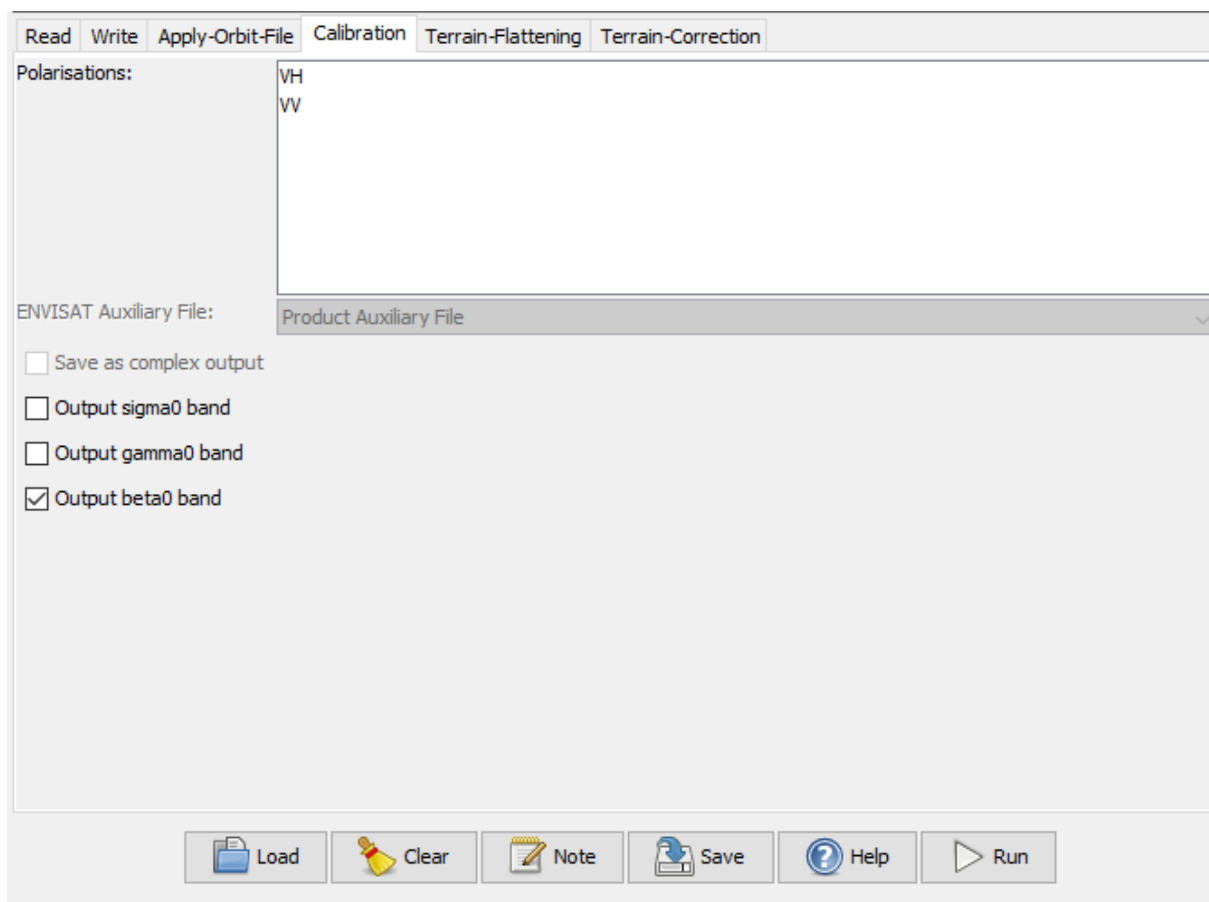 Read Write Apply-Orbit-File Calibration Terrain-Flattening Terrain-Correction
Polarisations:
VH
VV
ENVISAT Auxiliary File: Product Auxiliary File
Save as complex output
Output sigma0 band
Output gamma0 band
Output beta0 band
Load Clear Note Save Help Run